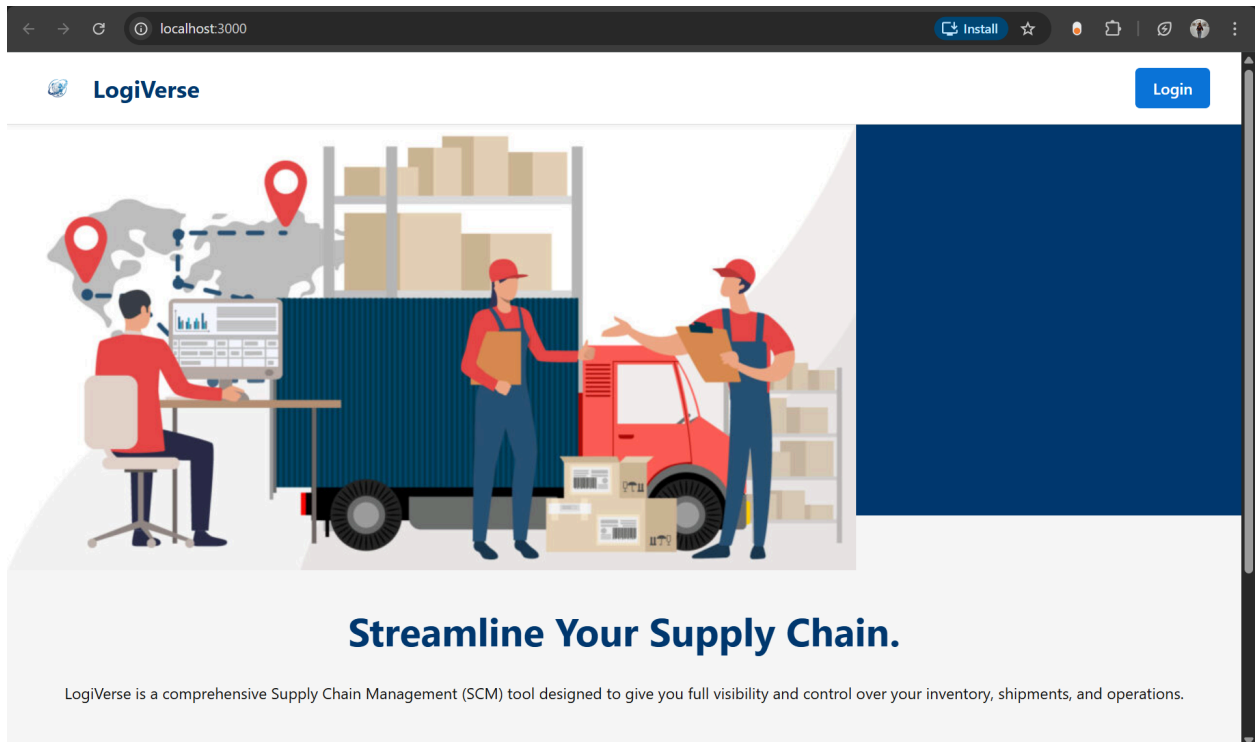 localhost:3000
Install
LogiVerse
Login
Streamline Your Supply Chain.
LogiVerse is a comprehensive Supply Chain Management (SCM) tool designed to give you full visibility and control over your inventory, shipments, and operations.